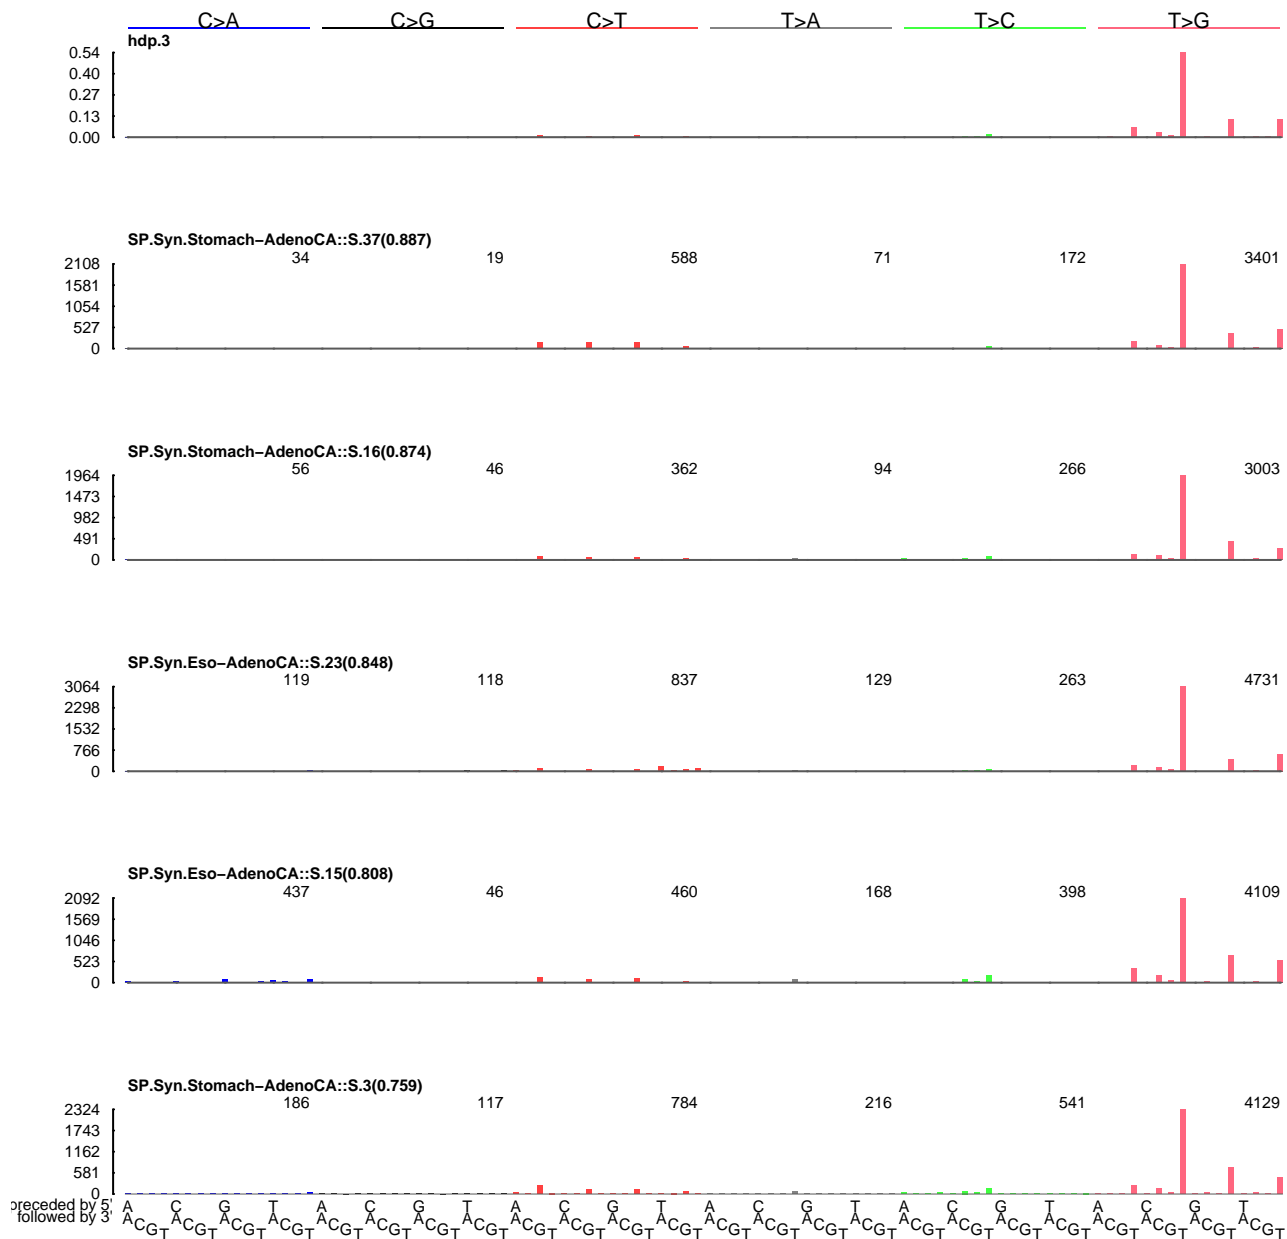 C>A C>G C>T T>A T>C T>G
hdp.3
0.54
0.40
0.27
0.13
0.00
SP.Syn.Stomach−AdenoCA::S.37(0.887)
34 19 588 71 172 3401
2108
1581
1054
527
0
SP.Syn.Stomach−AdenoCA::S.16(0.874)
56 46 362 94 266 3003
1964
1473
982
491
0
SP.Syn.Eso−AdenoCA::S.23(0.848)
119 118 837 129 263 4731
3064
2298
1532
766
0
SP.Syn.Eso−AdenoCA::S.15(0.808)
437 46 460 168 398 4109
2092
1569
1046
523
0
SP.Syn.Stomach−AdenoCA::S.3(0.759)
186 117 784 216 541 4129
2324
1743
1162
581
0
preceded by 5' A C G T A C G T A C G T A C G T A C G T A C G T
followed by 3' A C G T A C G T A C G T A C G T A C G T A C G T A C G T A C G T A C G T A C G T A C G T A C G T A C G T A C G T A C G T A C G T A C G T A C G T A C G T A C G T A C G T A C G T A C G T A C G T